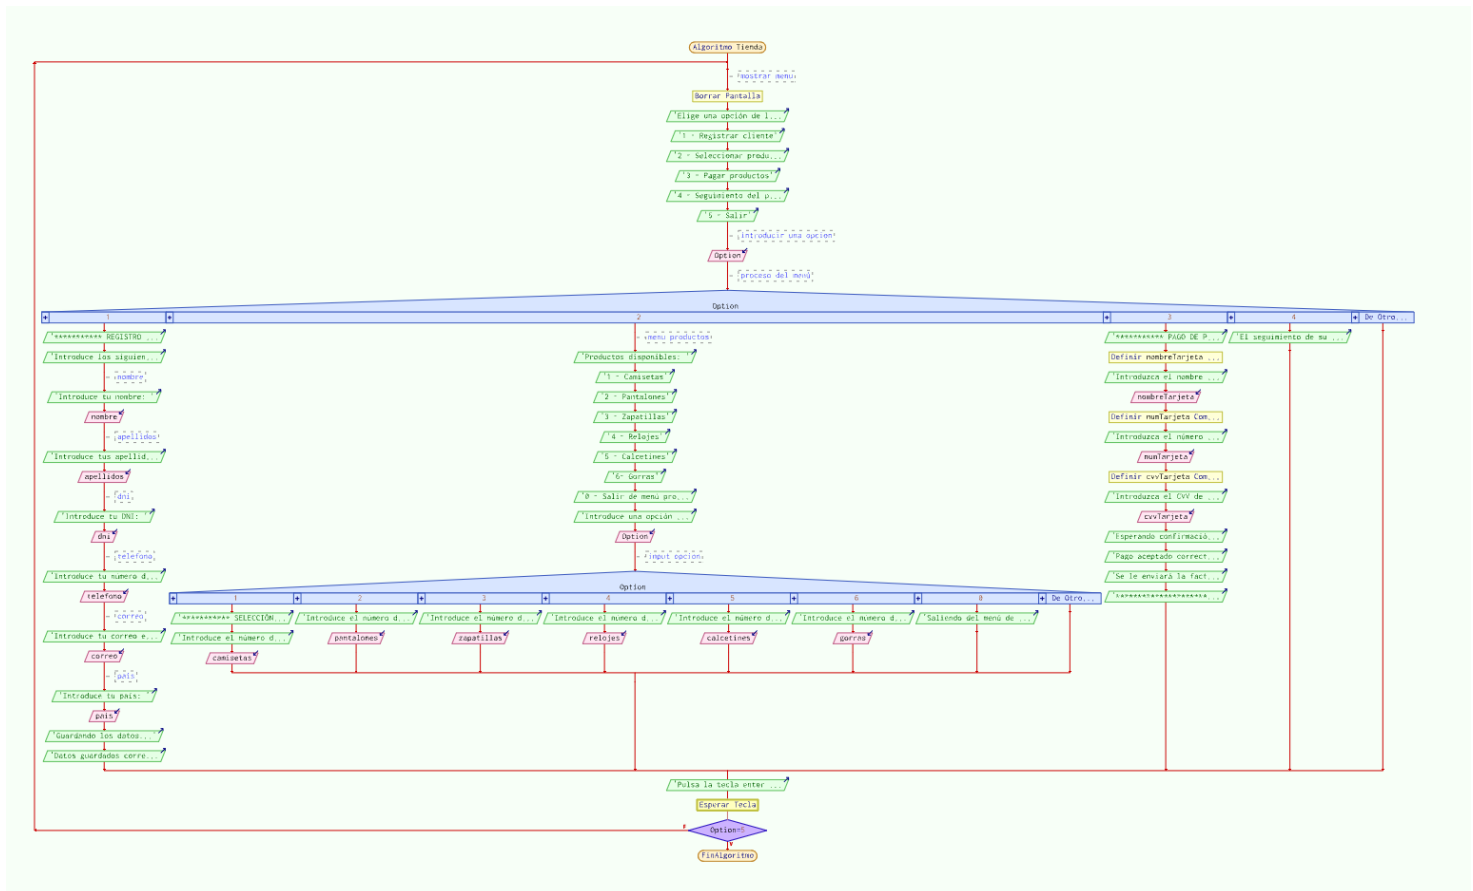 Algoritmo Tienda
mostrar menu
Borrar Pantalla
'Elige una opción de l...
'1 - Registrar cliente'
'2 - Seleccionar produ...
'3 - Pagar productos'
'4 - Seguimiento del p...
'5 - Salir'
introducir una opcion
Option
proceso del menú
Option
1
2
3
4
De Otro...
'*********** REGISTRO ...
'Introduce los siguien...
nombre
'Introduce tu nombre: '
nombre
apellidos
'Introduce tus apellid...
apellidos
dni
'Introduce tu DNI: '
dni
telefono
'Introduce tu numero d...
telefono
correo
'Introduce tu correo e...
correo
pais
'Introduce tu pais: '
pais
'Guardando los datos...'
'Datos guardados corre...
menu productos
'Productos disponibles: '
'1 - Camisetas'
'2 - Pantalones'
'3 - Zapatillas'
'4 - Relojes'
'5 - Calcetines'
'6- Gorras'
'0 - Salir de menú pro...
'Introduce una opción ...
Option
input opcion
Option
1
2
3
4
5
6
0
De Otro...
'********** SELECCIÓN...
'Introduce el número d...
camisetas
'Introduce el numero d...
pantalones
'Introduce el número d...
zapatillas
'Introduce el numero d...
relojes
'Introduce el número d...
calcetines
'Introduce el numero d...
gorras
'Saliendo del menú de ...
'*********** PAGO DE P...
Definir nombreTarjeta ...
'Introduzca el nombre ...
nombreTarjeta
Definir numTarjeta Com...
'Introduzca el número ...
numTarjeta
Definir cvvTarjeta Com...
'Introduzca el CVV de ...
cvvTarjeta
'Esperando confirmació...
'Pago aceptado correct...
'Se le enviará la fact...
'*********************...
'El seguimiento de su ...
'Pulsa la tecla enter ...
Esperar Tecla
F
Option=5
V
FinAlgoritmo